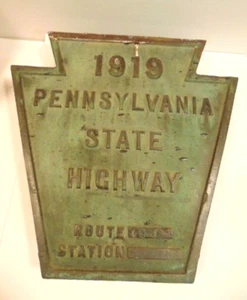 1919
PENNSYLVANIA
STATE
HIGHWAY
ROUTE
STATION